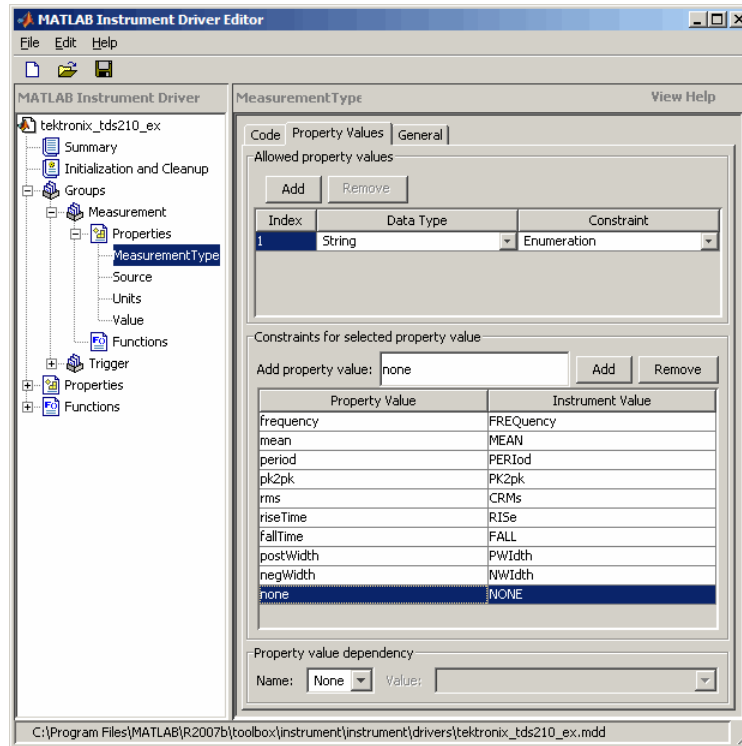 MATLAB Instrument Driver Editor
File Edit Help
MATLAB Instrument Driver
MeasurementType View Help
tektronix_tds210_ex
Summary
Initialization and Cleanup
Groups
Measurement
Properties
MeasurementType
Source
Units
Value
Functions
Trigger
Properties
Functions
Code Property Values General
Allowed property values
Add Remove
Index Data Type Constraint
1 String Enumeration
Constraints for selected property value
Add property value: none Add Remove
Property Value Instrument Value
frequency FREQuency
mean MEAN
period PERIod
pk2pk PK2pk
rms CRMs
riseTime RISe
fallTime FALL
postWidth PWIdth
negWidth NWIdth
none NONE
Property value dependency
Name: None Value:
C:\Program Files\MATLAB\R2007b\toolbox\instrument\instrument\drivers\tektronix_tds210_ex.mdd